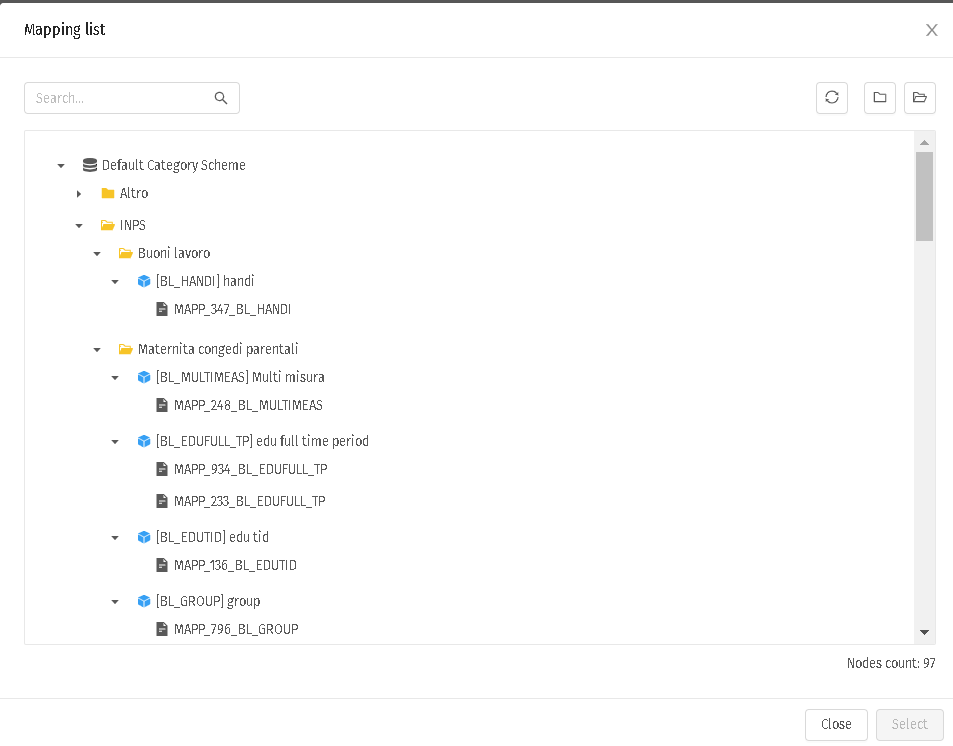 Mapping list
Search...
Default Category Scheme
Altro
INPS
Buoni lavoro
[BL_HANDI] handi
MAPP_347_BL_HANDI
Maternita congedi parentali
[BL_MULTIMEAS] Multi misura
MAPP_248_BL_MULTIMEAS
[BL_EDUFULL_TP] edu full time period
MAPP_934_BL_EDUFULL_TP
MAPP_233_BL_EDUFULL_TP
[BL_EDUTID] edu tid
MAPP_136_BL_EDUTID
[BL_GROUP] group
MAPP_796_BL_GROUP
Nodes count: 97
Close Select